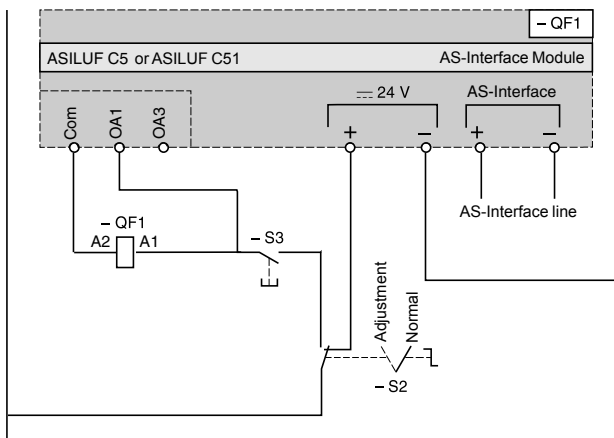 – QF1
ASILUF C5 or ASILUF C51 AS-Interface Module
⎓ 24 V AS-Interface
Com OA1 OA3 + – + –
AS-Interface line
– QF1
A2 A1 – S3
Adjustment Normal
– S2